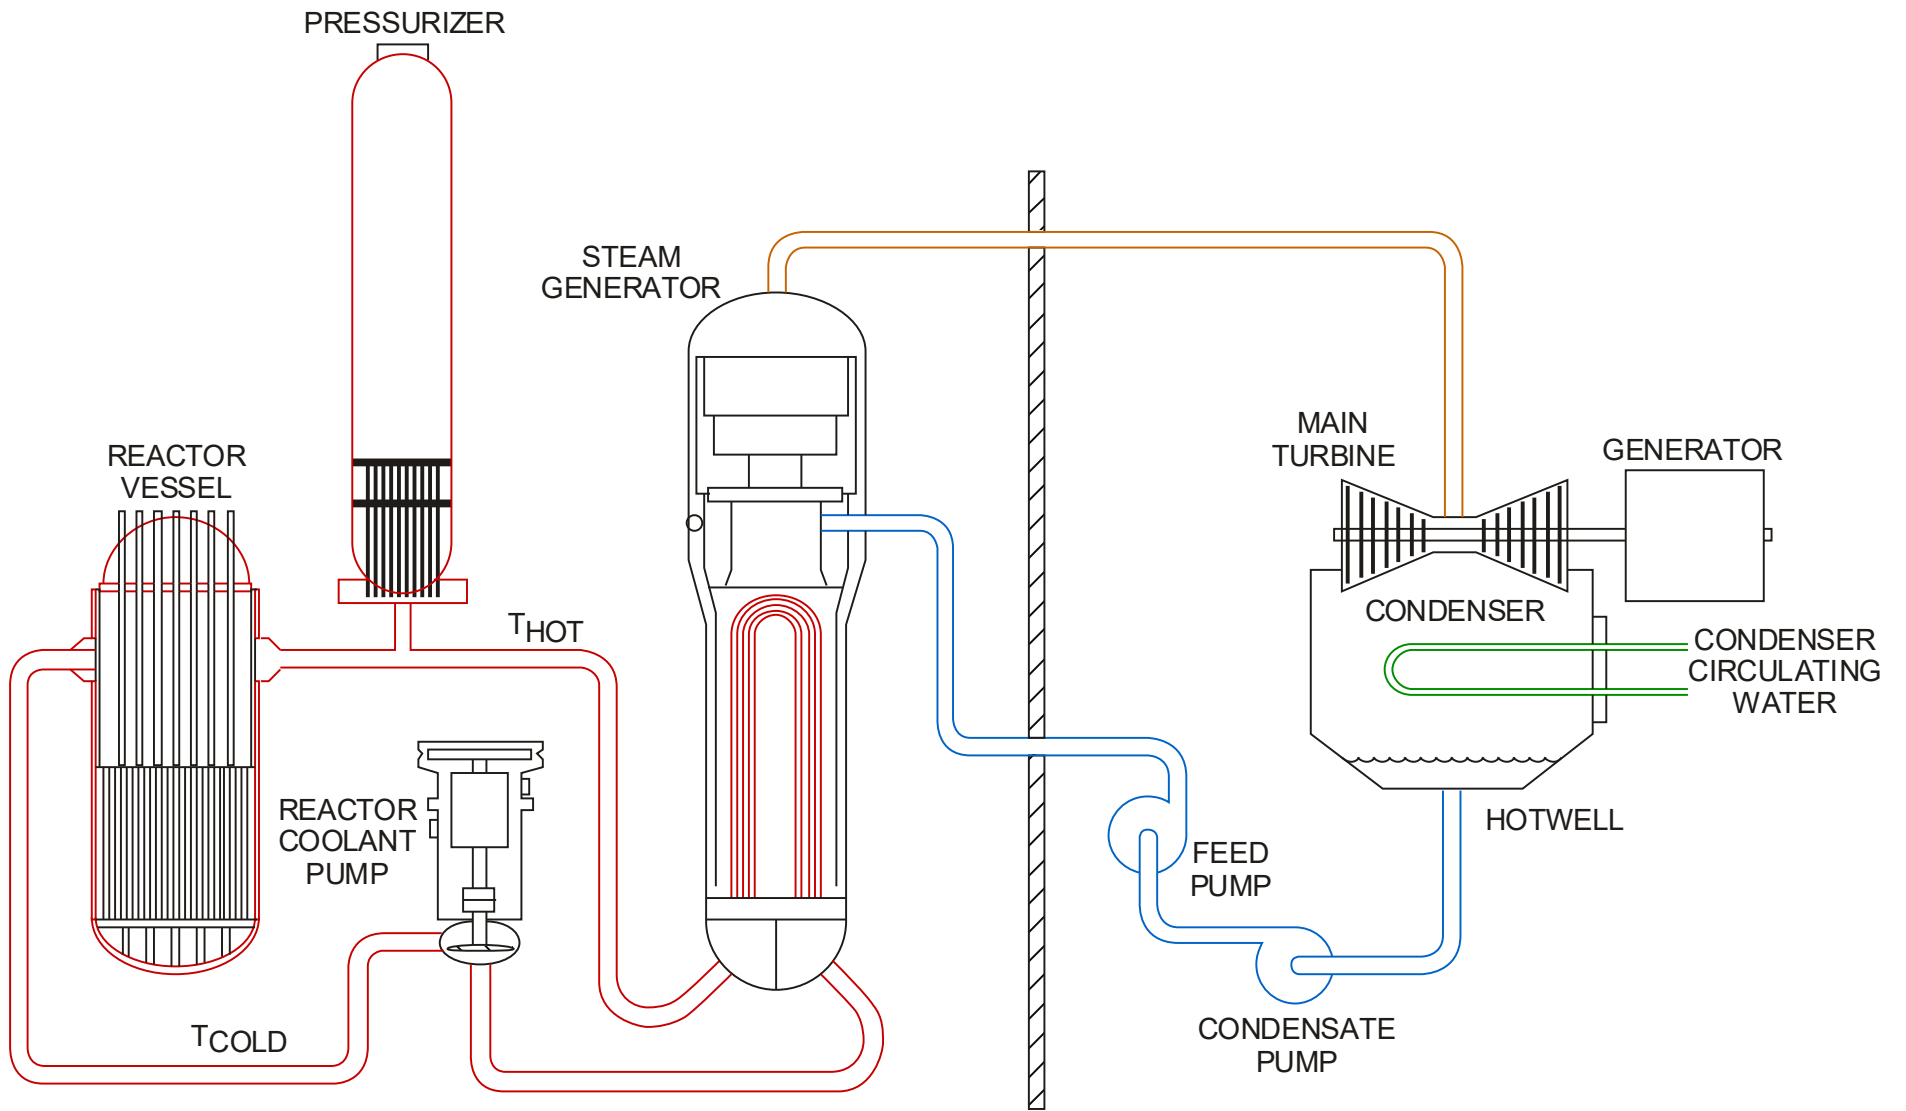 PRESSURIZER
STEAM
GENERATOR
MAIN
TURBINE
GENERATOR
REACTOR
VESSEL
CONDENSER
THOT
CONDENSER
CIRCULATING
WATER
REACTOR
COOLANT
PUMP
HOTWELL
FEED
PUMP
TCOLD
CONDENSATE
PUMP